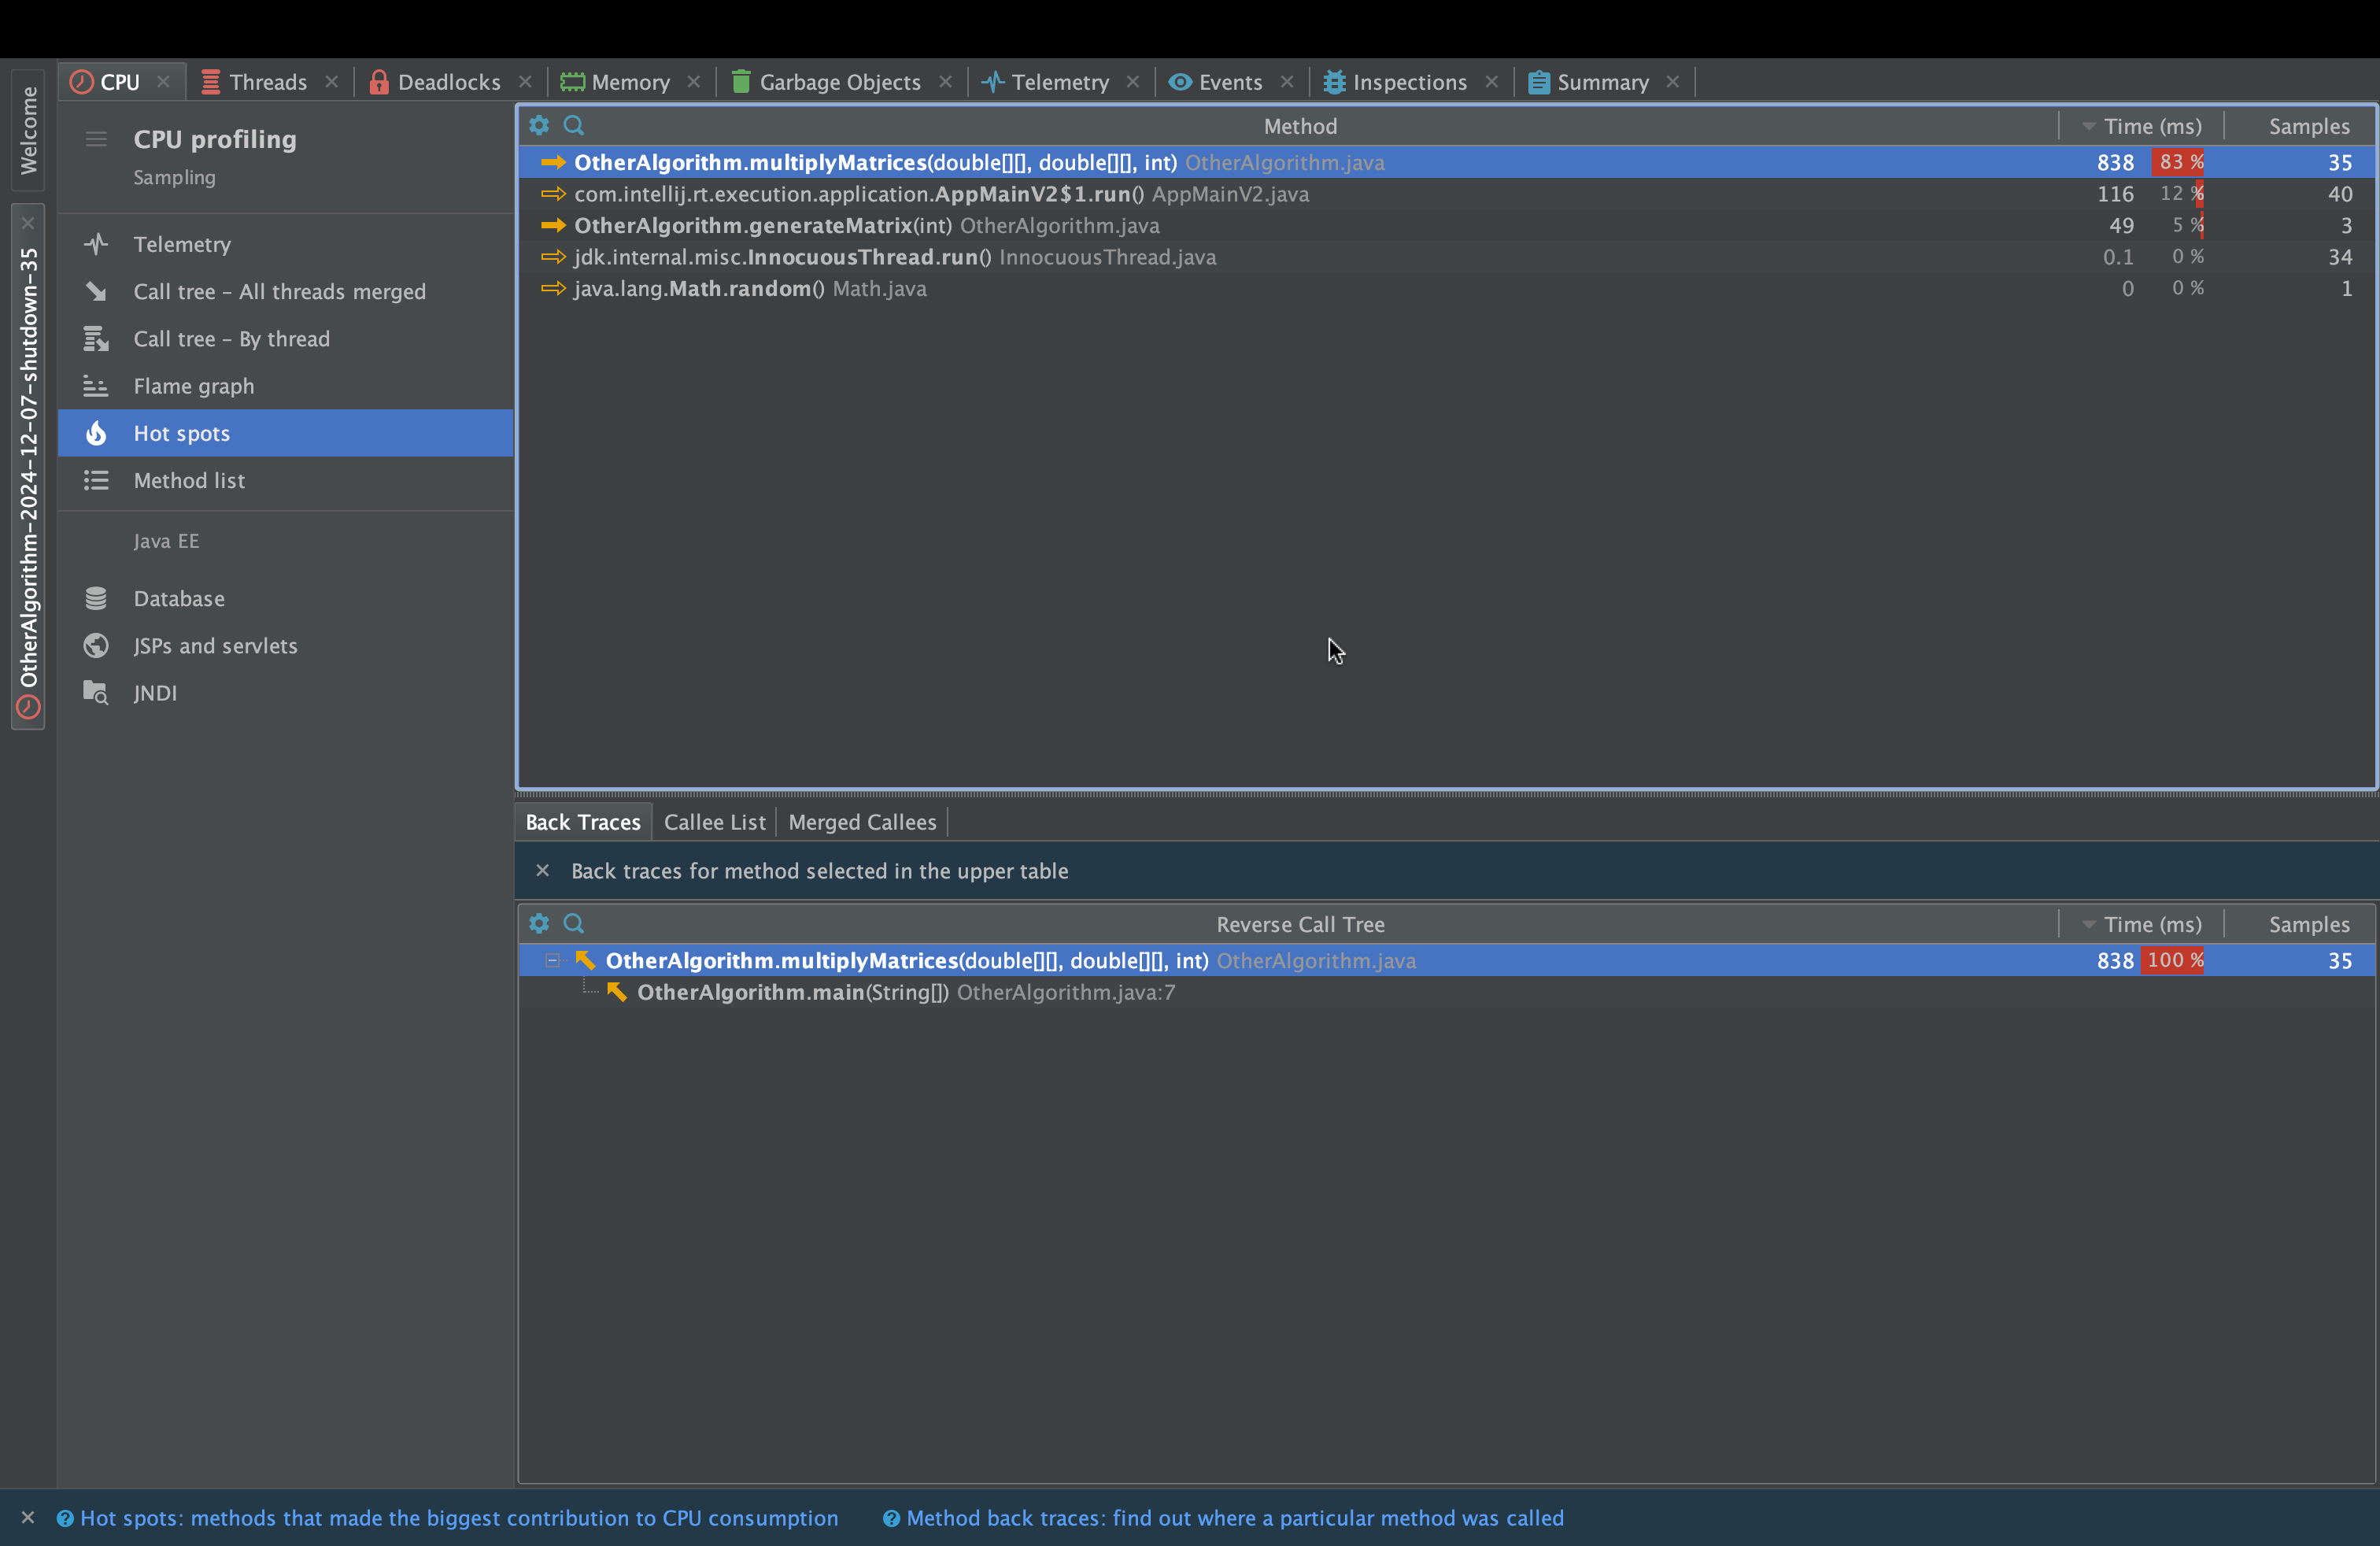 CPU Threads Deadlocks Memory Garbage Objects Telemetry Events Inspections Summary
Welcome
OtherAlgorithm-2024-12-07-shutdown-35
CPU profiling
Sampling
Telemetry
Call tree – All threads merged
Call tree – By thread
Flame graph
Hot spots
Method list
Java EE
Database
JSPs and servlets
JNDI
Method Time (ms) Samples
OtherAlgorithm.multiplyMatrices(double[][], double[][], int) OtherAlgorithm.java 838 83 % 35
com.intellij.rt.execution.application.AppMainV2$1.run() AppMainV2.java 116 12 % 40
OtherAlgorithm.generateMatrix(int) OtherAlgorithm.java 49 5 % 3
jdk.internal.misc.InnocuousThread.run() InnocuousThread.java 0.1 0 % 34
java.lang.Math.random() Math.java 0 0 % 1
Back Traces Callee List Merged Callees
Back traces for method selected in the upper table
Reverse Call Tree Time (ms) Samples
OtherAlgorithm.multiplyMatrices(double[][], double[][], int) OtherAlgorithm.java 838 100 % 35
OtherAlgorithm.main(String[]) OtherAlgorithm.java:7
Hot spots: methods that made the biggest contribution to CPU consumption Method back traces: find out where a particular method was called